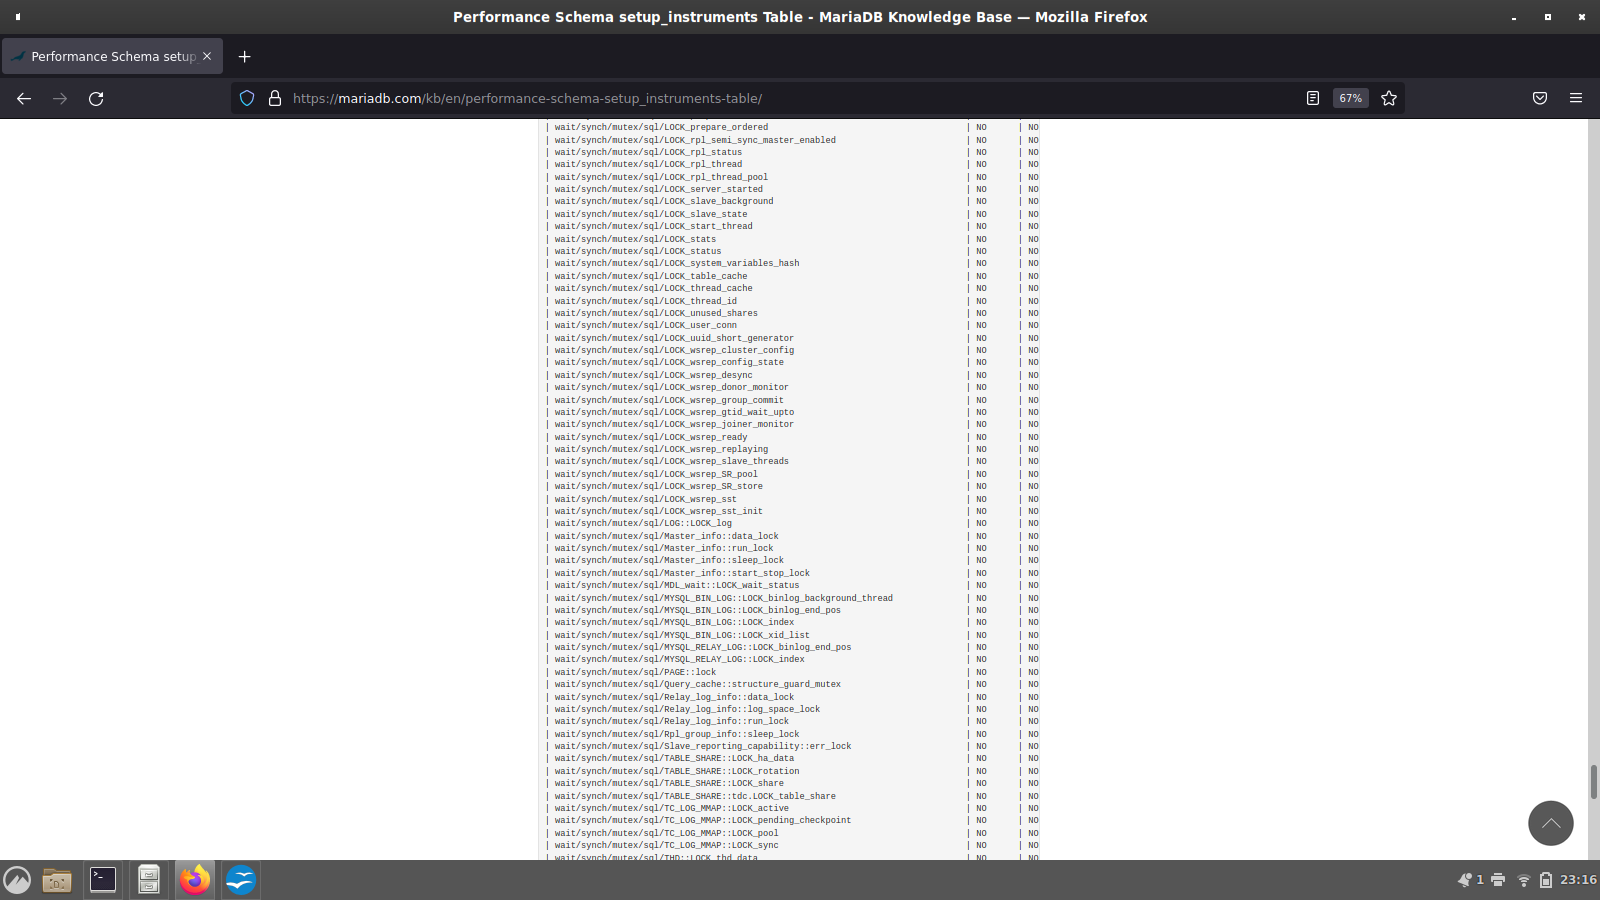 Performance Schema setup_instruments Table - MariaDB Knowledge Base — Mozilla Firefox
Performance Schema setup_
https://mariadb.com/kb/en/performance-schema-setup_instruments-table/
67%
| wait/synch/mutex/sql/LOCK_prepare_ordered | NO | NO
| wait/synch/mutex/sql/LOCK_rpl_semi_sync_master_enabled | NO | NO
| wait/synch/mutex/sql/LOCK_rpl_status | NO | NO
| wait/synch/mutex/sql/LOCK_rpl_thread | NO | NO
| wait/synch/mutex/sql/LOCK_rpl_thread_pool | NO | NO
| wait/synch/mutex/sql/LOCK_server_started | NO | NO
| wait/synch/mutex/sql/LOCK_slave_background | NO | NO
| wait/synch/mutex/sql/LOCK_slave_state | NO | NO
| wait/synch/mutex/sql/LOCK_start_thread | NO | NO
| wait/synch/mutex/sql/LOCK_stats | NO | NO
| wait/synch/mutex/sql/LOCK_status | NO | NO
| wait/synch/mutex/sql/LOCK_system_variables_hash | NO | NO
| wait/synch/mutex/sql/LOCK_table_cache | NO | NO
| wait/synch/mutex/sql/LOCK_thread_cache | NO | NO
| wait/synch/mutex/sql/LOCK_thread_id | NO | NO
| wait/synch/mutex/sql/LOCK_unused_shares | NO | NO
| wait/synch/mutex/sql/LOCK_user_conn | NO | NO
| wait/synch/mutex/sql/LOCK_uuid_short_generator | NO | NO
| wait/synch/mutex/sql/LOCK_wsrep_cluster_config | NO | NO
| wait/synch/mutex/sql/LOCK_wsrep_config_state | NO | NO
| wait/synch/mutex/sql/LOCK_wsrep_desync | NO | NO
| wait/synch/mutex/sql/LOCK_wsrep_donor_monitor | NO | NO
| wait/synch/mutex/sql/LOCK_wsrep_group_commit | NO | NO
| wait/synch/mutex/sql/LOCK_wsrep_gtid_wait_upto | NO | NO
| wait/synch/mutex/sql/LOCK_wsrep_joiner_monitor | NO | NO
| wait/synch/mutex/sql/LOCK_wsrep_ready | NO | NO
| wait/synch/mutex/sql/LOCK_wsrep_replaying | NO | NO
| wait/synch/mutex/sql/LOCK_wsrep_slave_threads | NO | NO
| wait/synch/mutex/sql/LOCK_wsrep_SR_pool | NO | NO
| wait/synch/mutex/sql/LOCK_wsrep_SR_store | NO | NO
| wait/synch/mutex/sql/LOCK_wsrep_sst | NO | NO
| wait/synch/mutex/sql/LOCK_wsrep_sst_init | NO | NO
| wait/synch/mutex/sql/LOG::LOCK_log | NO | NO
| wait/synch/mutex/sql/Master_info::data_lock | NO | NO
| wait/synch/mutex/sql/Master_info::run_lock | NO | NO
| wait/synch/mutex/sql/Master_info::sleep_lock | NO | NO
| wait/synch/mutex/sql/Master_info::start_stop_lock | NO | NO
| wait/synch/mutex/sql/MDL_wait::LOCK_wait_status | NO | NO
| wait/synch/mutex/sql/MYSQL_BIN_LOG::LOCK_binlog_background_thread | NO | NO
| wait/synch/mutex/sql/MYSQL_BIN_LOG::LOCK_binlog_end_pos | NO | NO
| wait/synch/mutex/sql/MYSQL_BIN_LOG::LOCK_index | NO | NO
| wait/synch/mutex/sql/MYSQL_BIN_LOG::LOCK_xid_list | NO | NO
| wait/synch/mutex/sql/MYSQL_RELAY_LOG::LOCK_binlog_end_pos | NO | NO
| wait/synch/mutex/sql/MYSQL_RELAY_LOG::LOCK_index | NO | NO
| wait/synch/mutex/sql/PAGE::lock | NO | NO
| wait/synch/mutex/sql/Query_cache::structure_guard_mutex | NO | NO
| wait/synch/mutex/sql/Relay_log_info::data_lock | NO | NO
| wait/synch/mutex/sql/Relay_log_info::log_space_lock | NO | NO
| wait/synch/mutex/sql/Relay_log_info::run_lock | NO | NO
| wait/synch/mutex/sql/Rpl_group_info::sleep_lock | NO | NO
| wait/synch/mutex/sql/Slave_reporting_capability::err_lock | NO | NO
| wait/synch/mutex/sql/TABLE_SHARE::LOCK_ha_data | NO | NO
| wait/synch/mutex/sql/TABLE_SHARE::LOCK_rotation | NO | NO
| wait/synch/mutex/sql/TABLE_SHARE::LOCK_share | NO | NO
| wait/synch/mutex/sql/TABLE_SHARE::tdc.LOCK_table_share | NO | NO
| wait/synch/mutex/sql/TC_LOG_MMAP::LOCK_active | NO | NO
| wait/synch/mutex/sql/TC_LOG_MMAP::LOCK_pending_checkpoint | NO | NO
| wait/synch/mutex/sql/TC_LOG_MMAP::LOCK_pool | NO | NO
| wait/synch/mutex/sql/TC_LOG_MMAP::LOCK_sync | NO | NO
| wait/synch/mutex/sql/THD::LOCK_thd_data | NO | NO
1
23:16